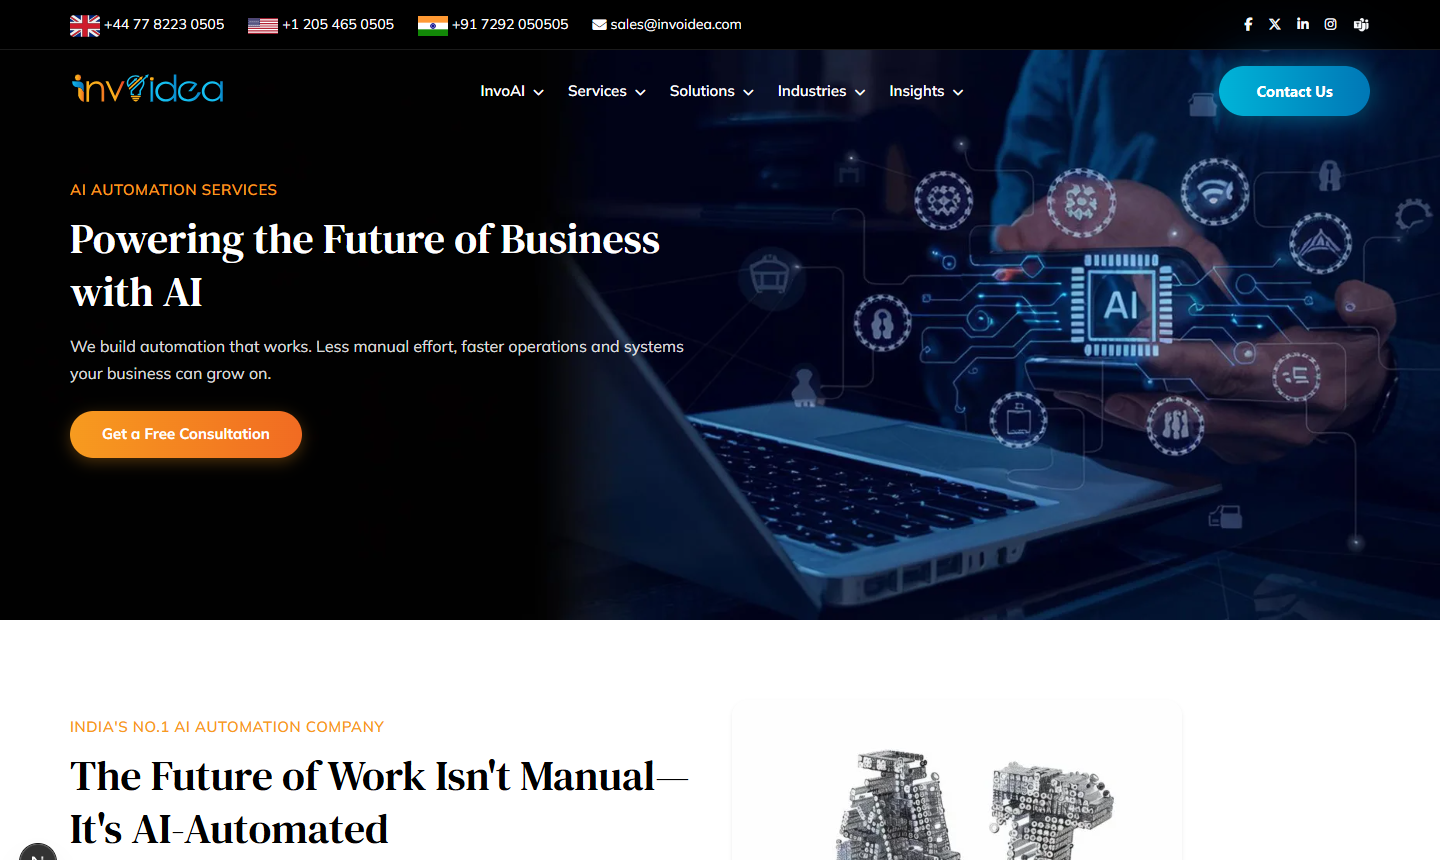 +44 77 8223 0505
+1 205 465 0505
+91 7292 050505
sales@invoidea.com
invoidea
InvoAI
Services
Solutions
Industries
Insights
Contact Us
AI AUTOMATION SERVICES
Powering the Future of Business
with AI
We build automation that works. Less manual effort, faster operations and systems
your business can grow on.
Get a Free Consultation
AI
INDIA'S NO.1 AI AUTOMATION COMPANY
The Future of Work Isn't Manual—
It's AI-Automated